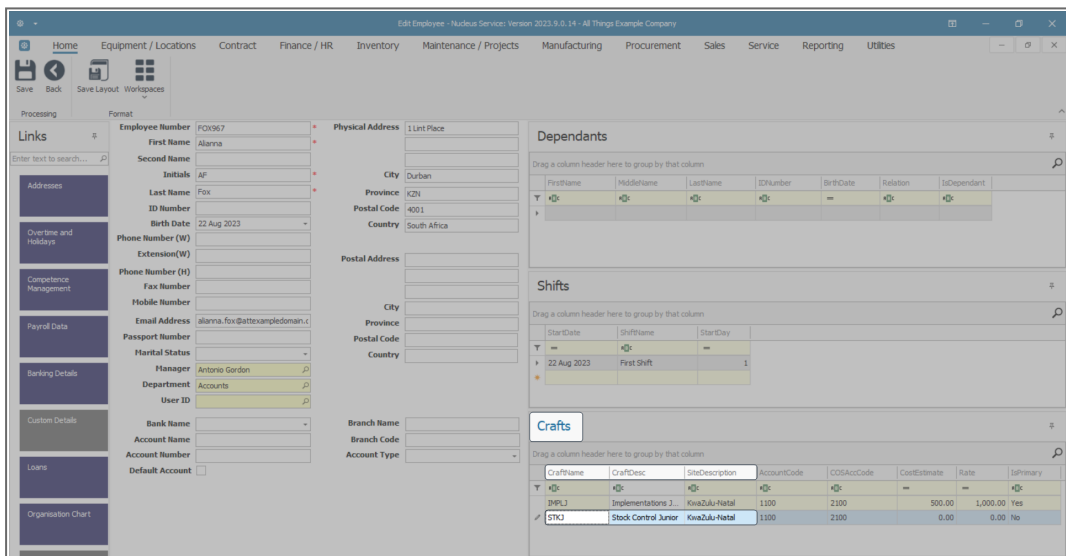 Edit Employee - Nucleus Service: Version 2023.9.0.14 - All Things Example Company
Home Equipment / Locations Contract Finance / HR Inventory Maintenance / Projects Manufacturing Procurement Sales Service Reporting Utilities
Save Back Save Layout Workspaces
Processing Format
Links
Enter text to search...
Addresses
Overtime and
Holidays
Competence
Management
Payroll Data
Banking Details
Custom Details
Loans
Organisation Chart
Employee Number FOX967 *
First Name Alianna *
Second Name
Initials AF *
Last Name Fox *
ID Number
Birth Date 22 Aug 2023
Phone Number (W)
Extension(W)
Phone Number (H)
Fax Number
Mobile Number
Email Address alianna.fox@attexampledomain.c
Passport Number
Marital Status
Manager Antonio Gordon
Department Accounts
User ID
Bank Name
Account Name
Account Number
Default Account
Physical Address 1 Lint Place
City Durban
Province KZN
Postal Code 4001
Country South Africa
Postal Address
City
Province
Postal Code
Country
Branch Name
Branch Code
Account Type
Dependants
Drag a column header here to group by that column
FirstName MiddleName LastName IDNumber BirthDate Relation IsDependant
Shifts
Drag a column header here to group by that column
StartDate ShiftName StartDay
22 Aug 2023 First Shift 1
Crafts
Drag a column header here to group by that column
CraftName CraftDesc SiteDescription AccountCode COSAccCode CostEstimate Rate IsPrimary
IMPLJ Implementations J... KwaZulu-Natal 1100 2100 500.00 1,000.00 Yes
STKJ Stock Control Junior KwaZulu-Natal 1100 2100 0.00 0.00 No